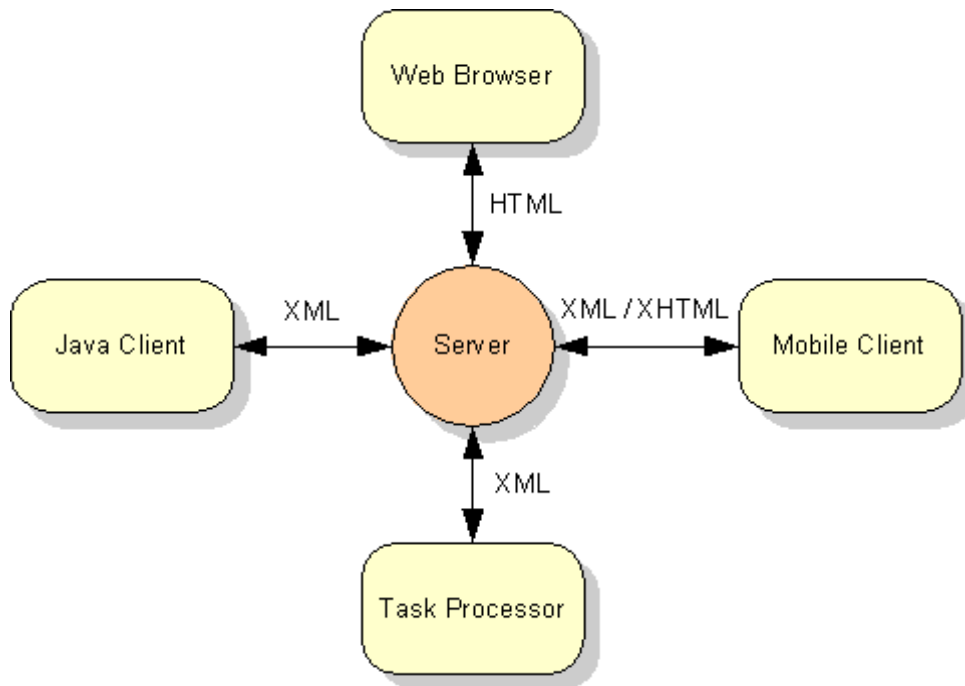 Web Browser
HTML
XML
XML / XHTML
Java Client
Server
Mobile Client
XML
Task Processor